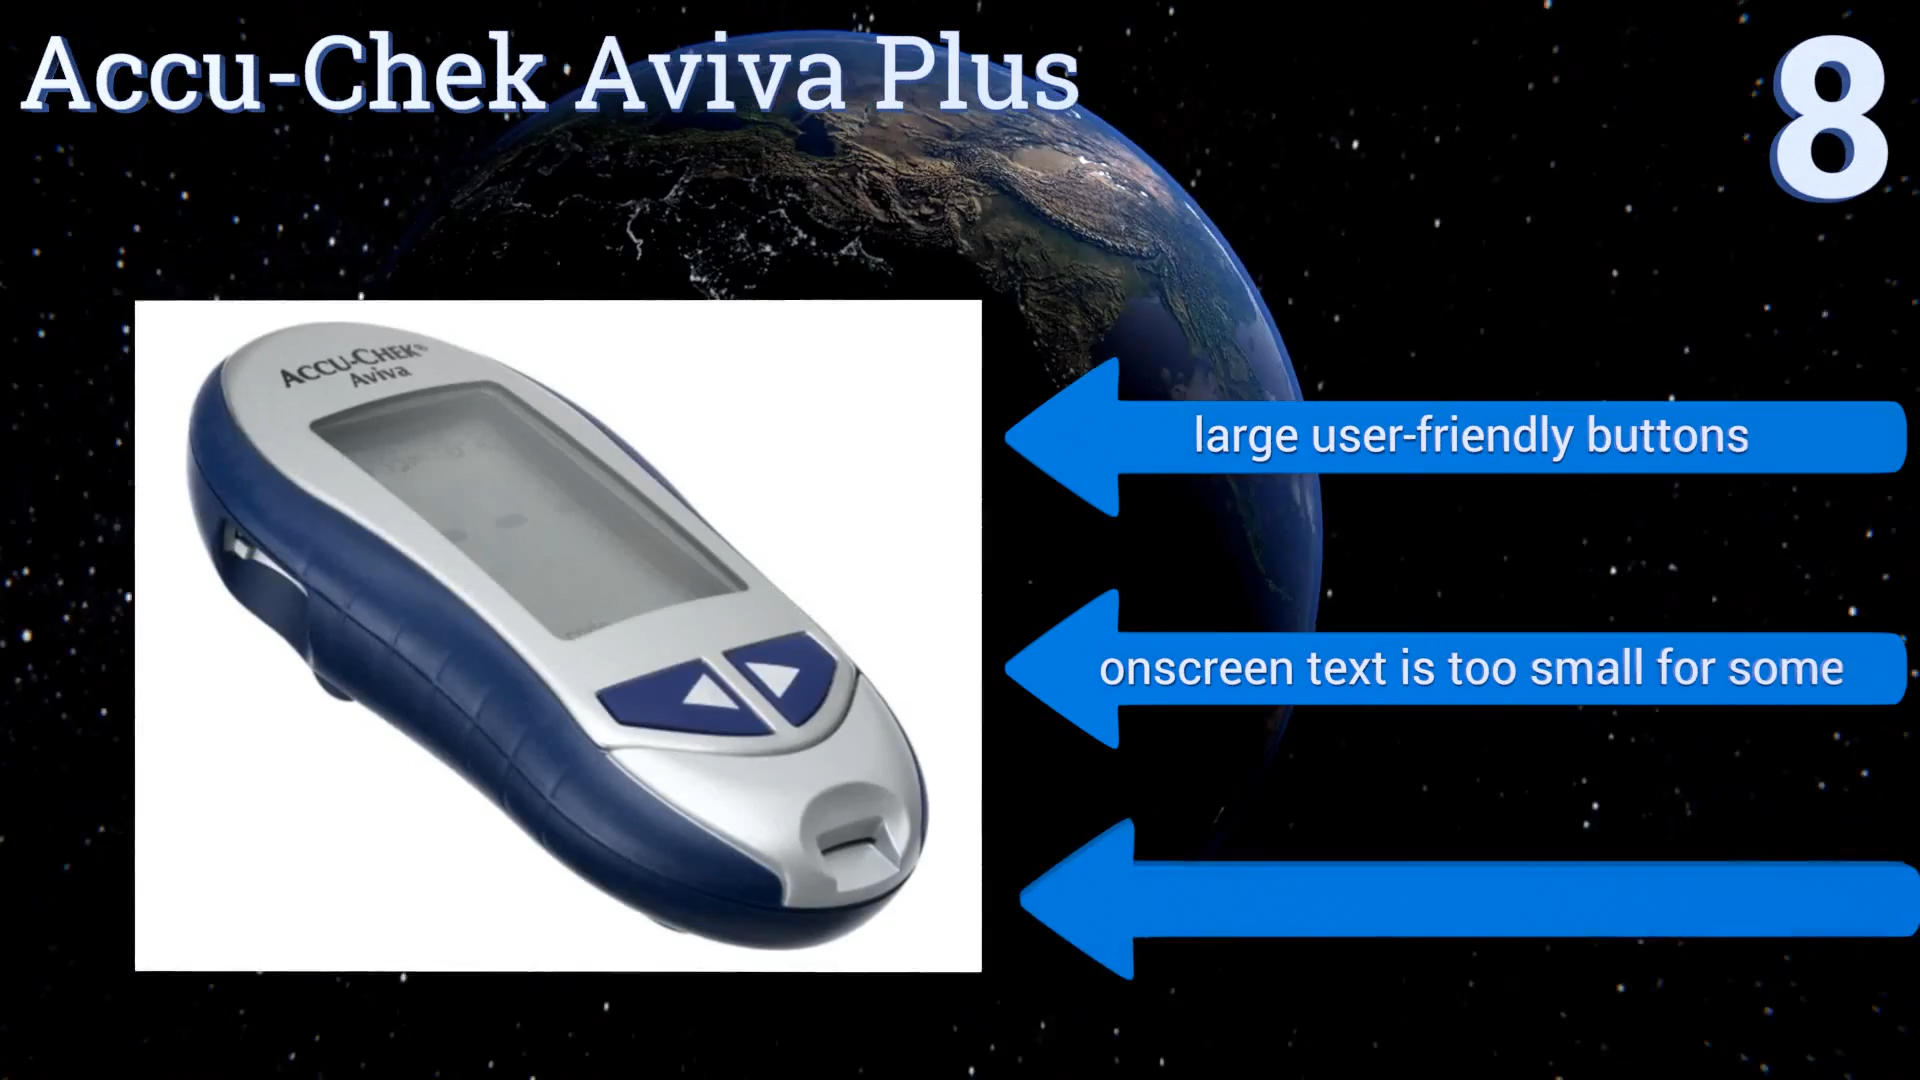 Accu-Chek Aviva Plus
8
ACCU-CHEK®
Aviva
large user-friendly buttons
onscreen text is too small for some